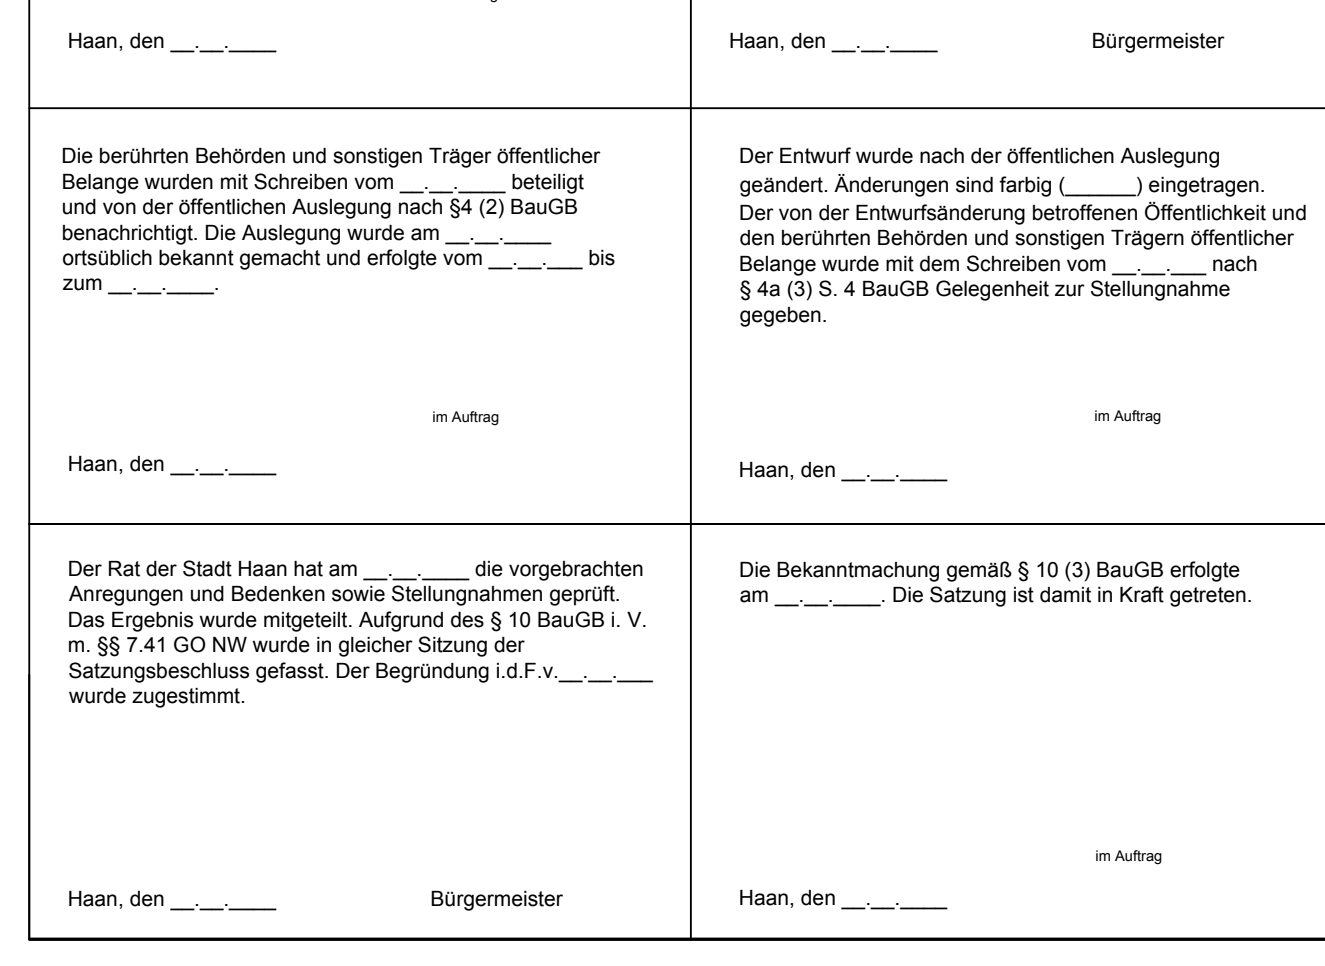 Haan, den __.__.____
Haan, den __.__.____ Bürgermeister
Die berührten Behörden und sonstigen Träger öffentlicher
Belange wurden mit Schreiben vom __.__.____ beteiligt
und von der öffentlichen Auslegung nach §4 (2) BauGB
benachrichtigt. Die Auslegung wurde am __.__.____
ortsüblich bekannt gemacht und erfolgte vom __.__.___ bis
zum __.__.____.
im Auftrag
Haan, den __.__.____
Der Entwurf wurde nach der öffentlichen Auslegung
geändert. Änderungen sind farbig (______) eingetragen.
Der von der Entwurfsänderung betroffenen Öffentlichkeit und
den berührten Behörden und sonstigen Trägern öffentlicher
Belange wurde mit dem Schreiben vom __.__.___ nach
§ 4a (3) S. 4 BauGB Gelegenheit zur Stellungnahme
gegeben.
im Auftrag
Haan, den __.__.____
Der Rat der Stadt Haan hat am __.__.____ die vorgebrachten
Anregungen und Bedenken sowie Stellungnahmen geprüft.
Das Ergebnis wurde mitgeteilt. Aufgrund des § 10 BauGB i. V.
m. §§ 7.41 GO NW wurde in gleicher Sitzung der
Satzungsbeschluss gefasst. Der Begründung i.d.F.v.__.__.___
wurde zugestimmt.
Haan, den __.__.____ Bürgermeister
Die Bekanntmachung gemäß § 10 (3) BauGB erfolgte
am __.__.____. Die Satzung ist damit in Kraft getreten.
im Auftrag
Haan, den __.__.____